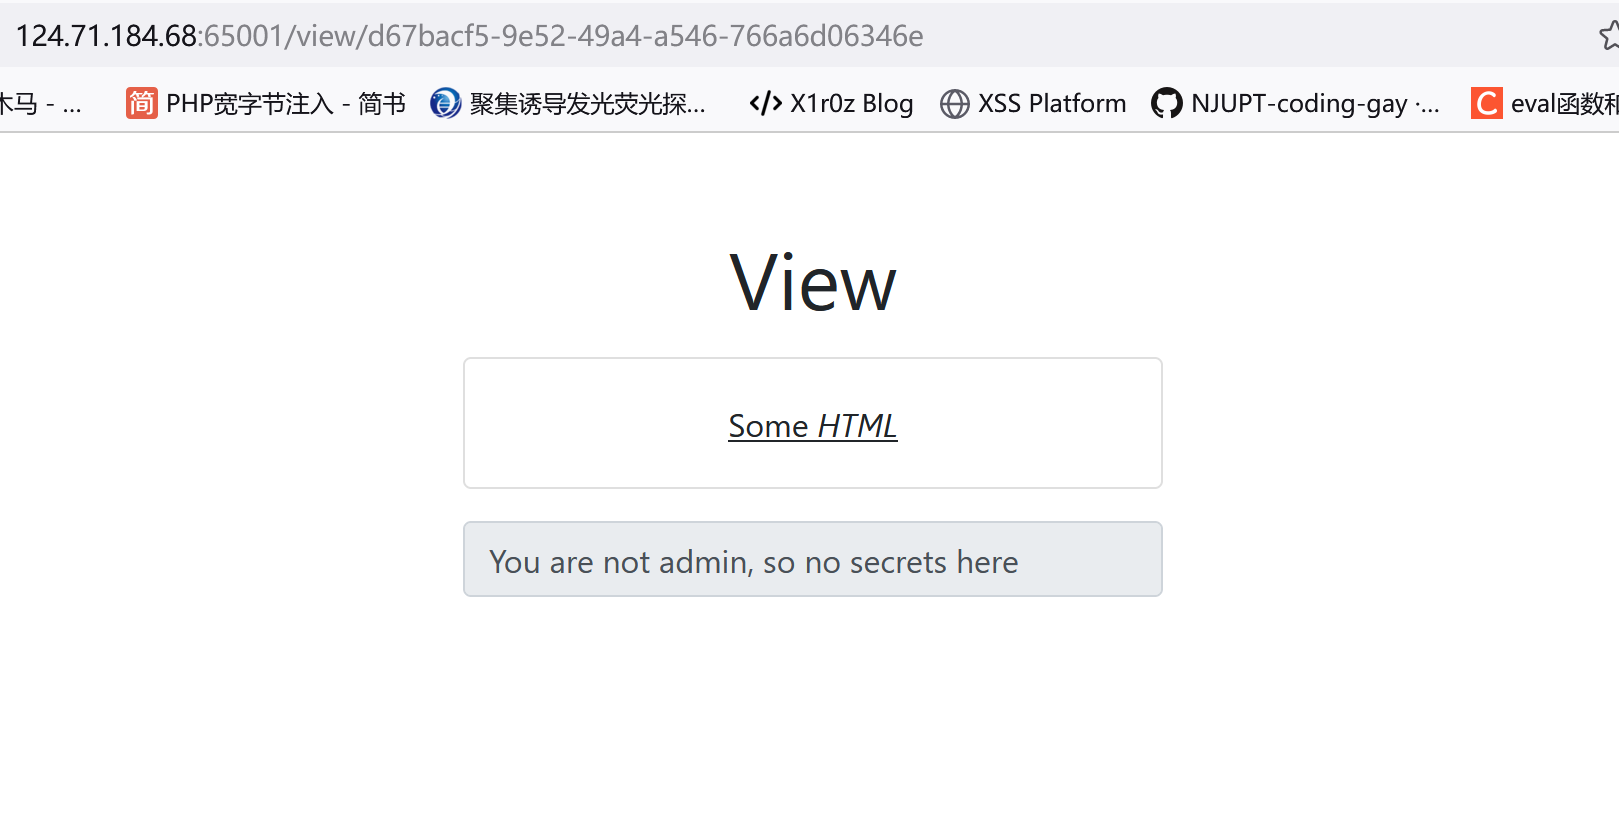 124.71.184.68:65001/view/d67bacf5-9e52-49a4-a546-766a6d06346e
木马 - ... 简 PHP宽字节注入 - 简书 聚集诱导发光荧光探... </> X1r0z Blog XSS Platform NJUPT-coding-gay ·... C eval函数和
View
Some HTML
You are not admin, so no secrets here